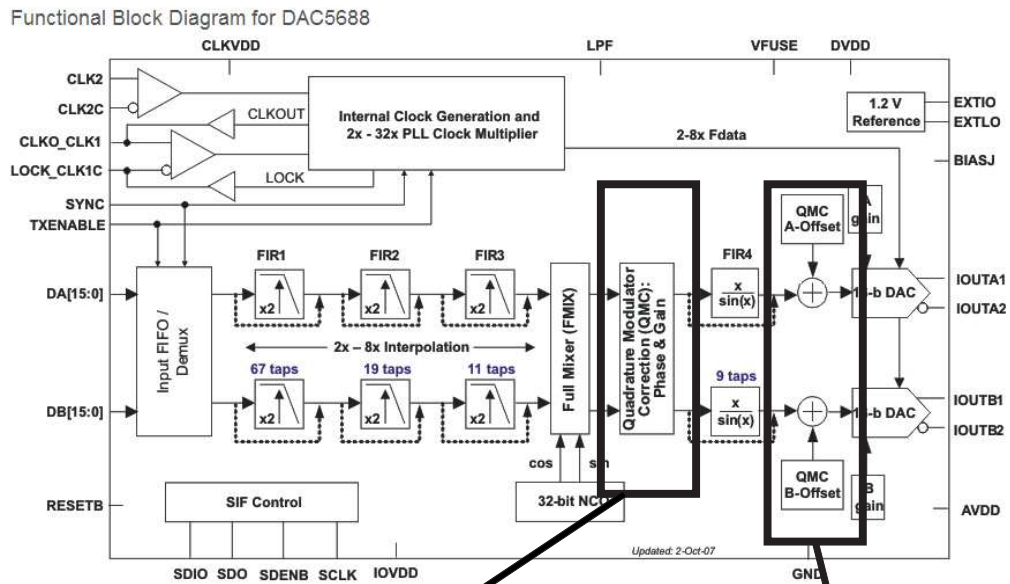 Functional Block Diagram for DAC5688
CLKVDD
LPF
VFUSE
DVDD
CLK2
CLK2C
CLKO_CLK1
LOCK_CLK1C
SYNC
TXENABLE
CLKOUT
LOCK
Internal Clock Generation and
2x - 32x PLL Clock Multiplier
2-8x Fdata
1.2 V
Reference
EXTIO
EXTLO
BIASJ
QMC
A-Offset
A
gain
DA[15:0]
DB[15:0]
Input FIFO /
Demux
FIR1
FIR2
FIR3
FIR4
x2
x2
x2
2x – 8x Interpolation
67 taps
19 taps
11 taps
9 taps
x2
x2
x2
Full Mixer (FMIX)
Quadrature Modulator
Correction (QMC):
Phase & Gain
x
sin(x)
x
sin(x)
-b DAC
-b DAC
IOUTA1
IOUTA2
IOUTB1
IOUTB2
cos
sin
32-bit NCO
QMC
B-Offset
B
gain
RESETB
SIF Control
AVDD
Updated: 2-Oct-07
SDIO
SDO
SDENB
SCLK
IOVDD
GND